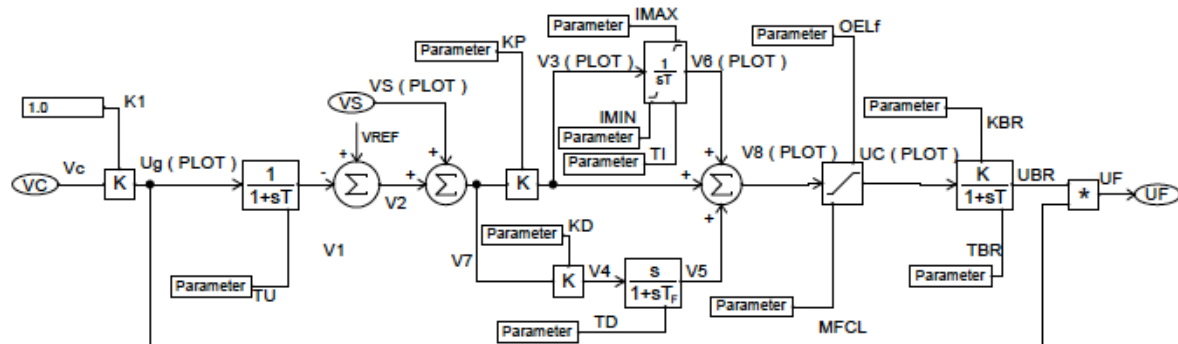 IMAX
Parameter
OELf
Parameter
KP
Parameter
V3 ( PLOT )
1
sT
V6 ( PLOT )
VS ( PLOT )
K1
1.0
VS
KBR
Parameter
IMIN
Parameter
VREF
TI
Parameter
V8 ( PLOT )
UC ( PLOT )
Vc
Ug ( PLOT )
VC
K
1
1+sT
-
+
Σ
V2
+
+
Σ
K
+
+
+
Σ
K
1+sT
UBR
*
UF
UF
KD
Parameter
V1
V7
K
V4
s
1+sTF
V5
TBR
Parameter
Parameter
TU
TD
Parameter
Parameter
MFCL